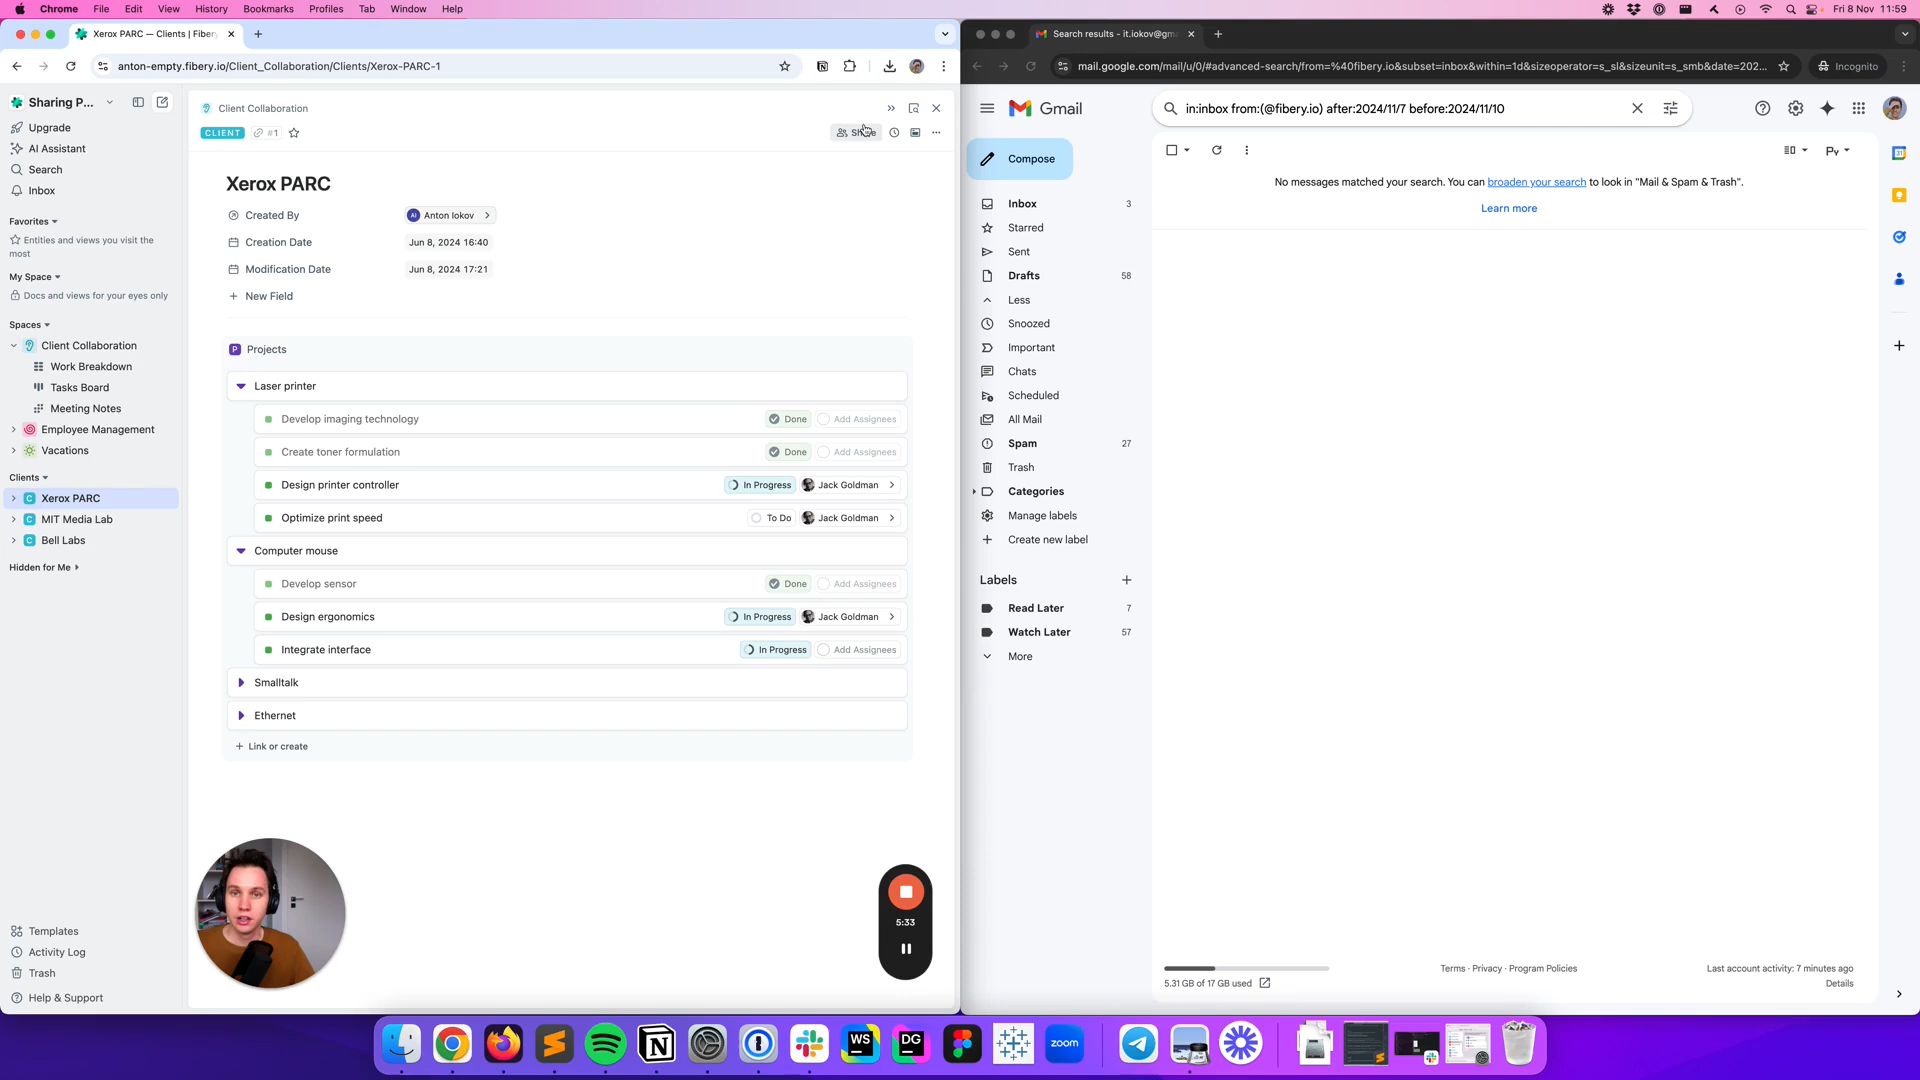 Chrome File Edit View History Bookmarks Profiles Tab Window Help
Fri 8 Nov 11:59
Xerox PARC — Clients | Fiber
anton-empty.fibery.io/Client_Collaboration/Clients/Xerox-PARC-1
Sharing P...
Upgrade
AI Assistant
Search
Inbox
Favorites
Entities and views you visit the
most
My Space
Docs and views for your eyes only
Spaces
Client Collaboration
Work Breakdown
Tasks Board
Meeting Notes
Employee Management
Vacations
Clients
C Xerox PARC
C MIT Media Lab
C Bell Labs
Hidden for Me
Templates
Activity Log
Trash
Help & Support
Client Collaboration
CLIENT #1
Share
Xerox PARC
Created By AI Anton Iokov
Creation Date Jun 8, 2024 16:40
Modification Date Jun 8, 2024 17:21
New Field
P Projects
Laser printer
Develop imaging technology Done Add Assignees
Create toner formulation Done Add Assignees
Design printer controller In Progress Jack Goldman
Optimize print speed To Do Jack Goldman
Computer mouse
Develop sensor Done Add Assignees
Design ergonomics In Progress Jack Goldman
Integrate interface In Progress Add Assignees
Smalltalk
Ethernet
Link or create
5:33
Search results - it.iokov@gm
mail.google.com/mail/u/0/#advanced-search/from=%40fibery.io&subset=inbox&within=1d&sizeoperator=s_sl&sizeunit=s_smb&date=202...
Incognito
Gmail
in:inbox from:(@fibery.io) after:2024/11/7 before:2024/11/10
Compose
Inbox 3
Starred
Sent
Drafts 58
Less
Snoozed
Important
Chats
Scheduled
All Mail
Spam 27
Trash
Categories
Manage labels
Create new label
Labels
Read Later 7
Watch Later 57
More
No messages matched your search. You can broaden your search to look in "Mail & Spam & Trash".
Learn more
5.31 GB of 17 GB used
Terms · Privacy · Program Policies
Last account activity: 7 minutes ago
Details
WS
DG
zoom